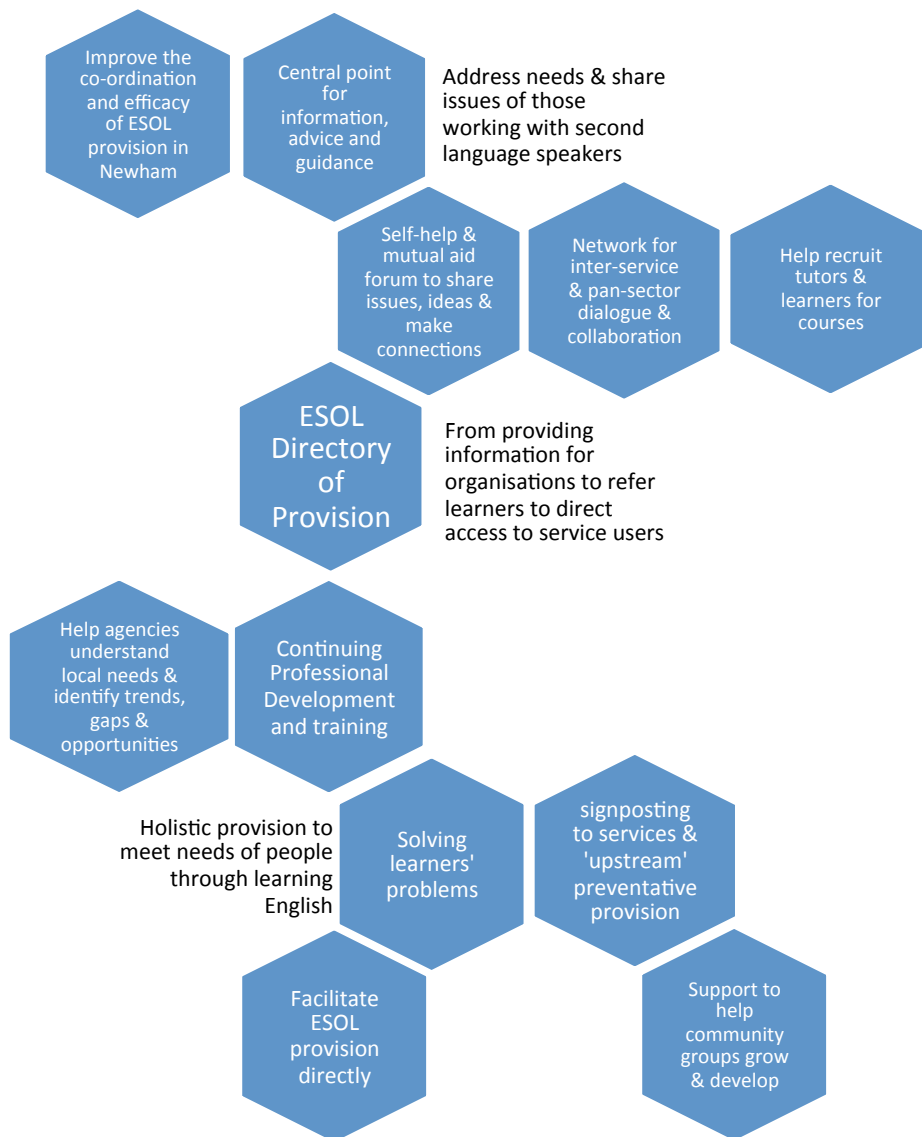 Improve the
co-ordination
and efficacy
of ESOL
provision in
Newham
Central point
for
information,
advice and
guidance
Address needs & share
issues of those
working with second
language speakers
Self-help &
mutual aid
forum to share
issues, ideas &
make
connections
Network for
inter-service
& pan-sector
dialogue &
collaboration
Help recruit
tutors &
learners for
courses
ESOL
Directory
of
Provision
From providing
information for
organisations to refer
learners to direct
access to service users
Help agencies
understand
local needs &
identify trends,
gaps &
opportunities
Continuing
Professional
Development
and training
Holistic provision to
meet needs of people
through learning
English
Solving
learners'
problems
signposting
to services &
'upstream'
preventative
provision
Facilitate
ESOL
provision
directly
Support to
help
community
groups grow
& develop